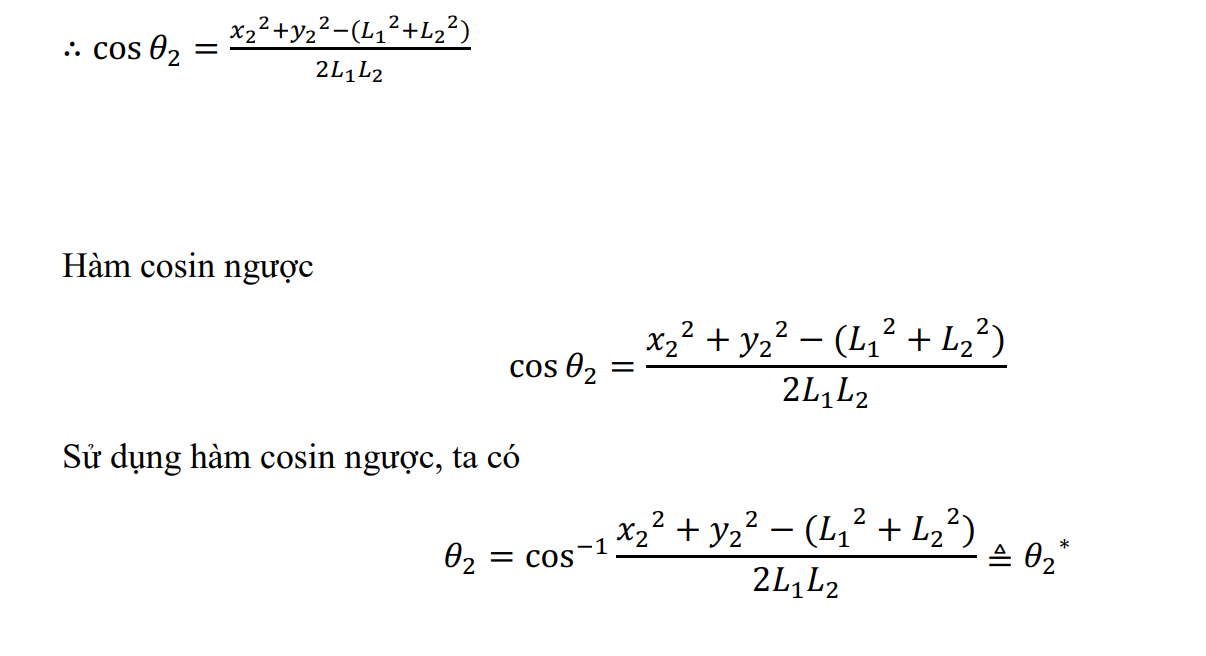 ∴ cos θ₂ = (x₂² + y₂² − (L₁² + L₂²)) / (2L₁L₂)
Hàm cosin ngược
cos θ₂ = (x₂² + y₂² − (L₁² + L₂²)) / (2L₁L₂)
Sử dụng hàm cosin ngược, ta có
θ₂ = cos⁻¹ (x₂² + y₂² − (L₁² + L₂²)) / (2L₁L₂) ≜ θ₂*